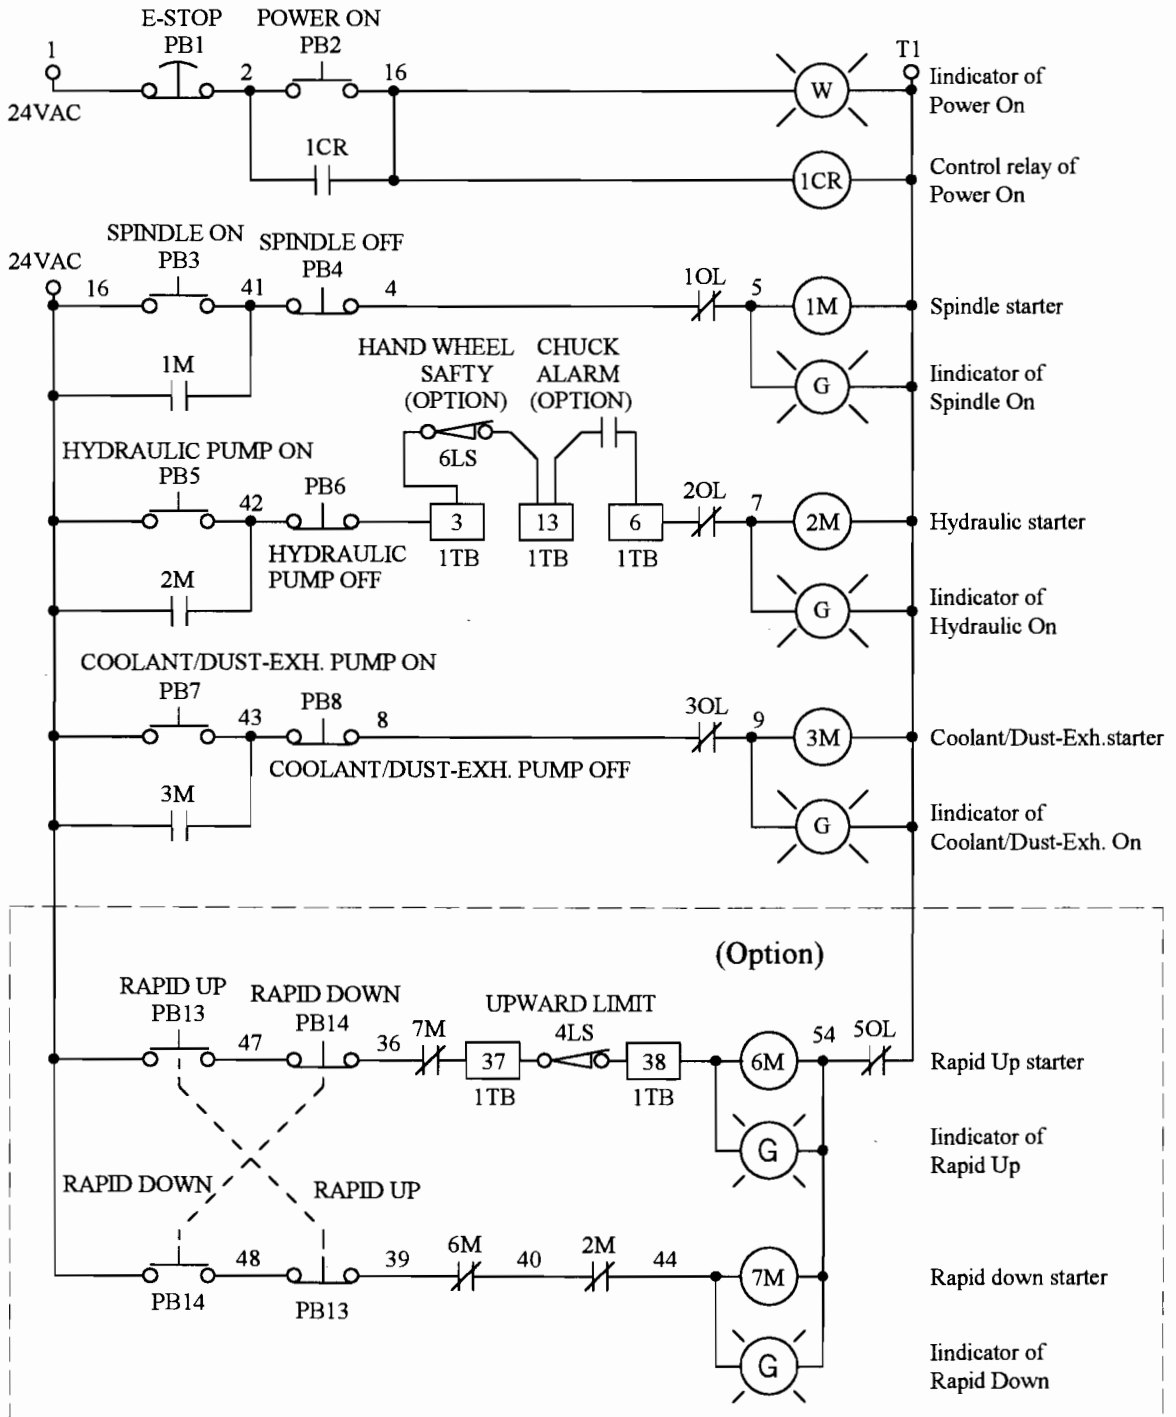 E-STOP POWER ON
1 PB1 PB2 T1
2 16
24VAC W Iindicator of
Power On
1CR
1CR Control relay of
Power On
SPINDLE ON SPINDLE OFF
24VAC PB3 PB4
16 41 4 1OL 5 1M Spindle starter
1M
HAND WHEEL
SAFTY
(OPTION)
CHUCK
ALARM
(OPTION)
G Iindicator of
Spindle On
6LS
HYDRAULIC PUMP ON
PB5 42 PB6 3 13 6 2OL 7 2M Hydraulic starter
1TB 1TB 1TB
HYDRAULIC
PUMP OFF
2M G Iindicator of
Hydraulic On
COOLANT/DUST-EXH. PUMP ON
PB7 43 PB8 8 3OL 9 3M Coolant/Dust-Exh.starter
COOLANT/DUST-EXH. PUMP OFF
3M G Iindicator of
Coolant/Dust-Exh. On
(Option)
RAPID UP RAPID DOWN UPWARD LIMIT
PB13 47 PB14 36 7M 37 4LS 38 6M 54 5OL Rapid Up starter
1TB 1TB
G Iindicator of
Rapid Up
RAPID DOWN RAPID UP
48 39 6M 40 2M 44 7M Rapid down starter
PB14 PB13
G Iindicator of
Rapid Down